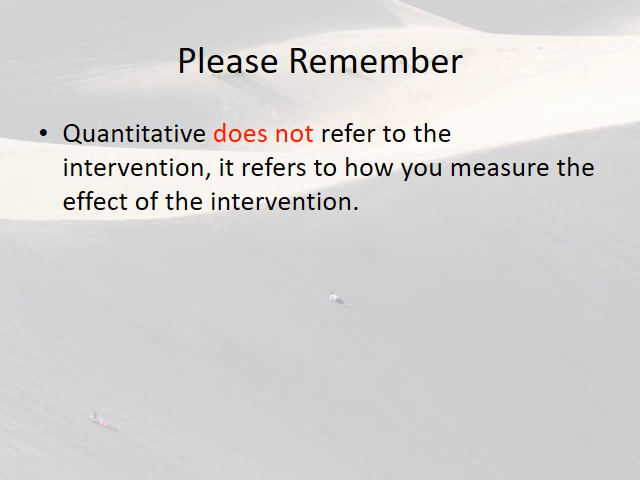 Please Remember
• Quantitative does not refer to the
intervention, it refers to how you measure the
effect of the intervention.